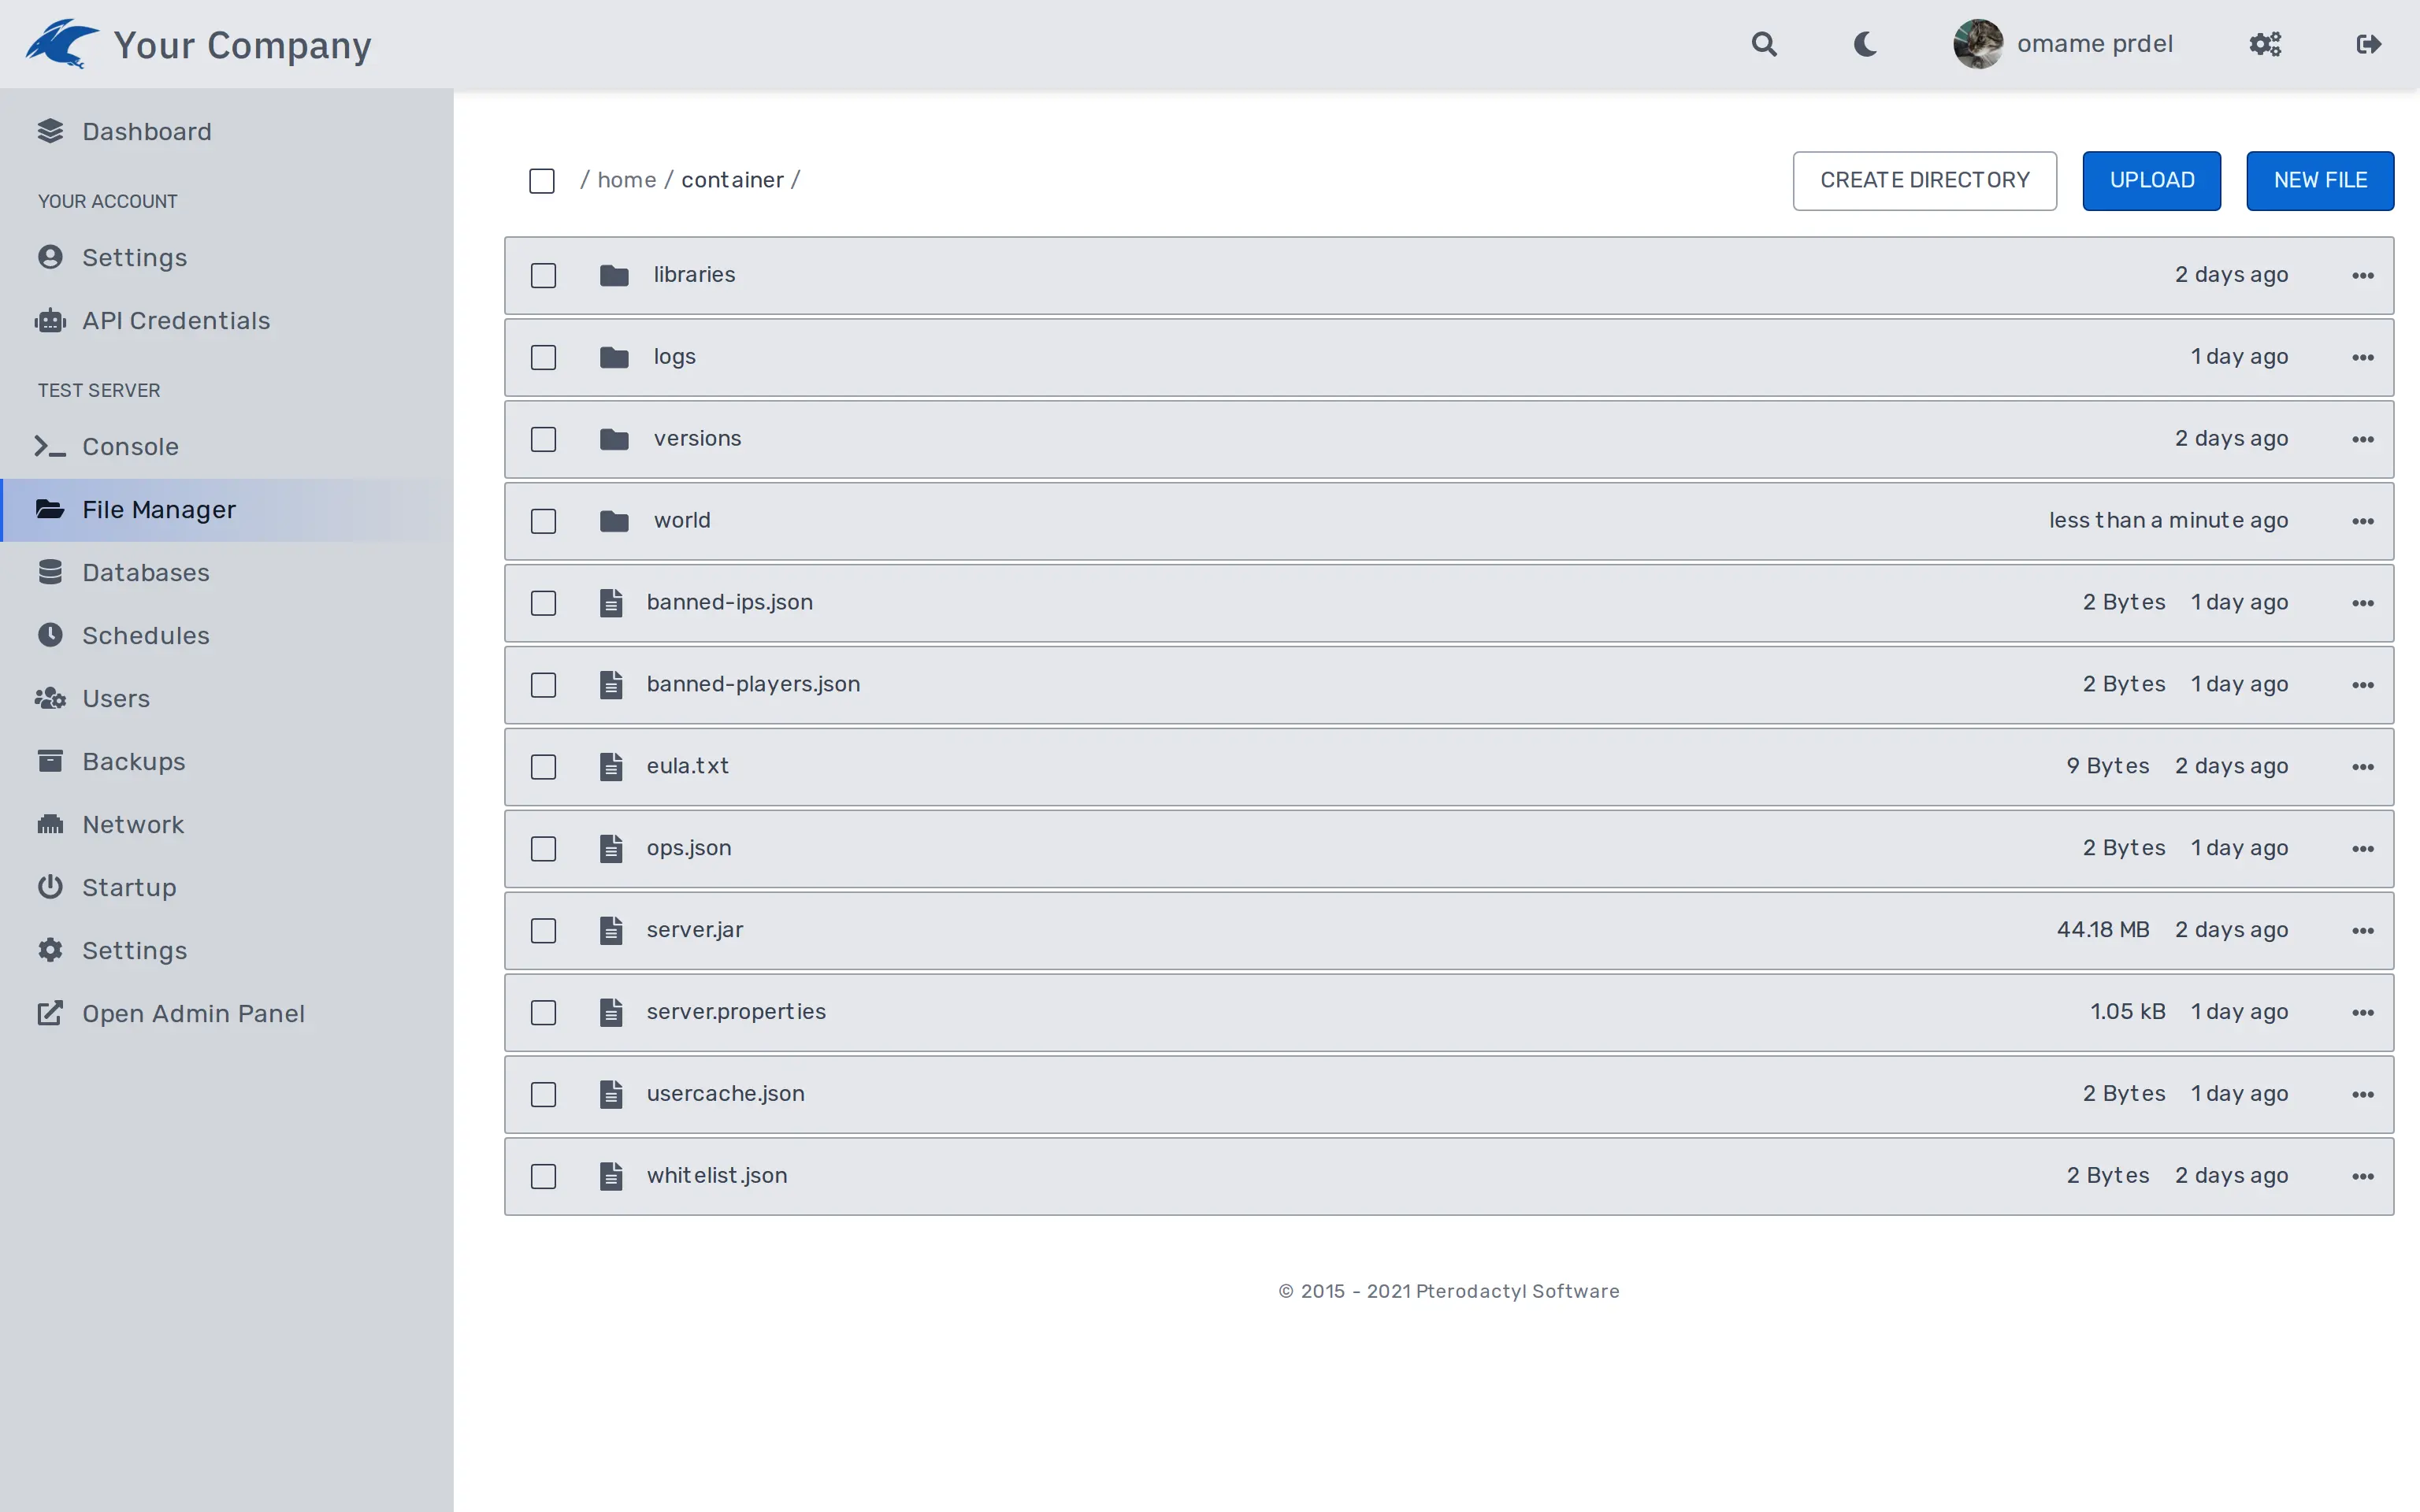 Your Company
omame prdel
Dashboard
YOUR ACCOUNT
Settings
API Credentials
TEST SERVER
Console
File Manager
Databases
Schedules
Users
Backups
Network
Startup
Settings
Open Admin Panel
/ home / container /
CREATE DIRECTORY
UPLOAD
NEW FILE
libraries 2 days ago
logs 1 day ago
versions 2 days ago
world less than a minute ago
banned-ips.json 2 Bytes 1 day ago
banned-players.json 2 Bytes 1 day ago
eula.txt 9 Bytes 2 days ago
ops.json 2 Bytes 1 day ago
server.jar 44.18 MB 2 days ago
server.properties 1.05 kB 1 day ago
usercache.json 2 Bytes 1 day ago
whitelist.json 2 Bytes 2 days ago
© 2015 - 2021 Pterodactyl Software